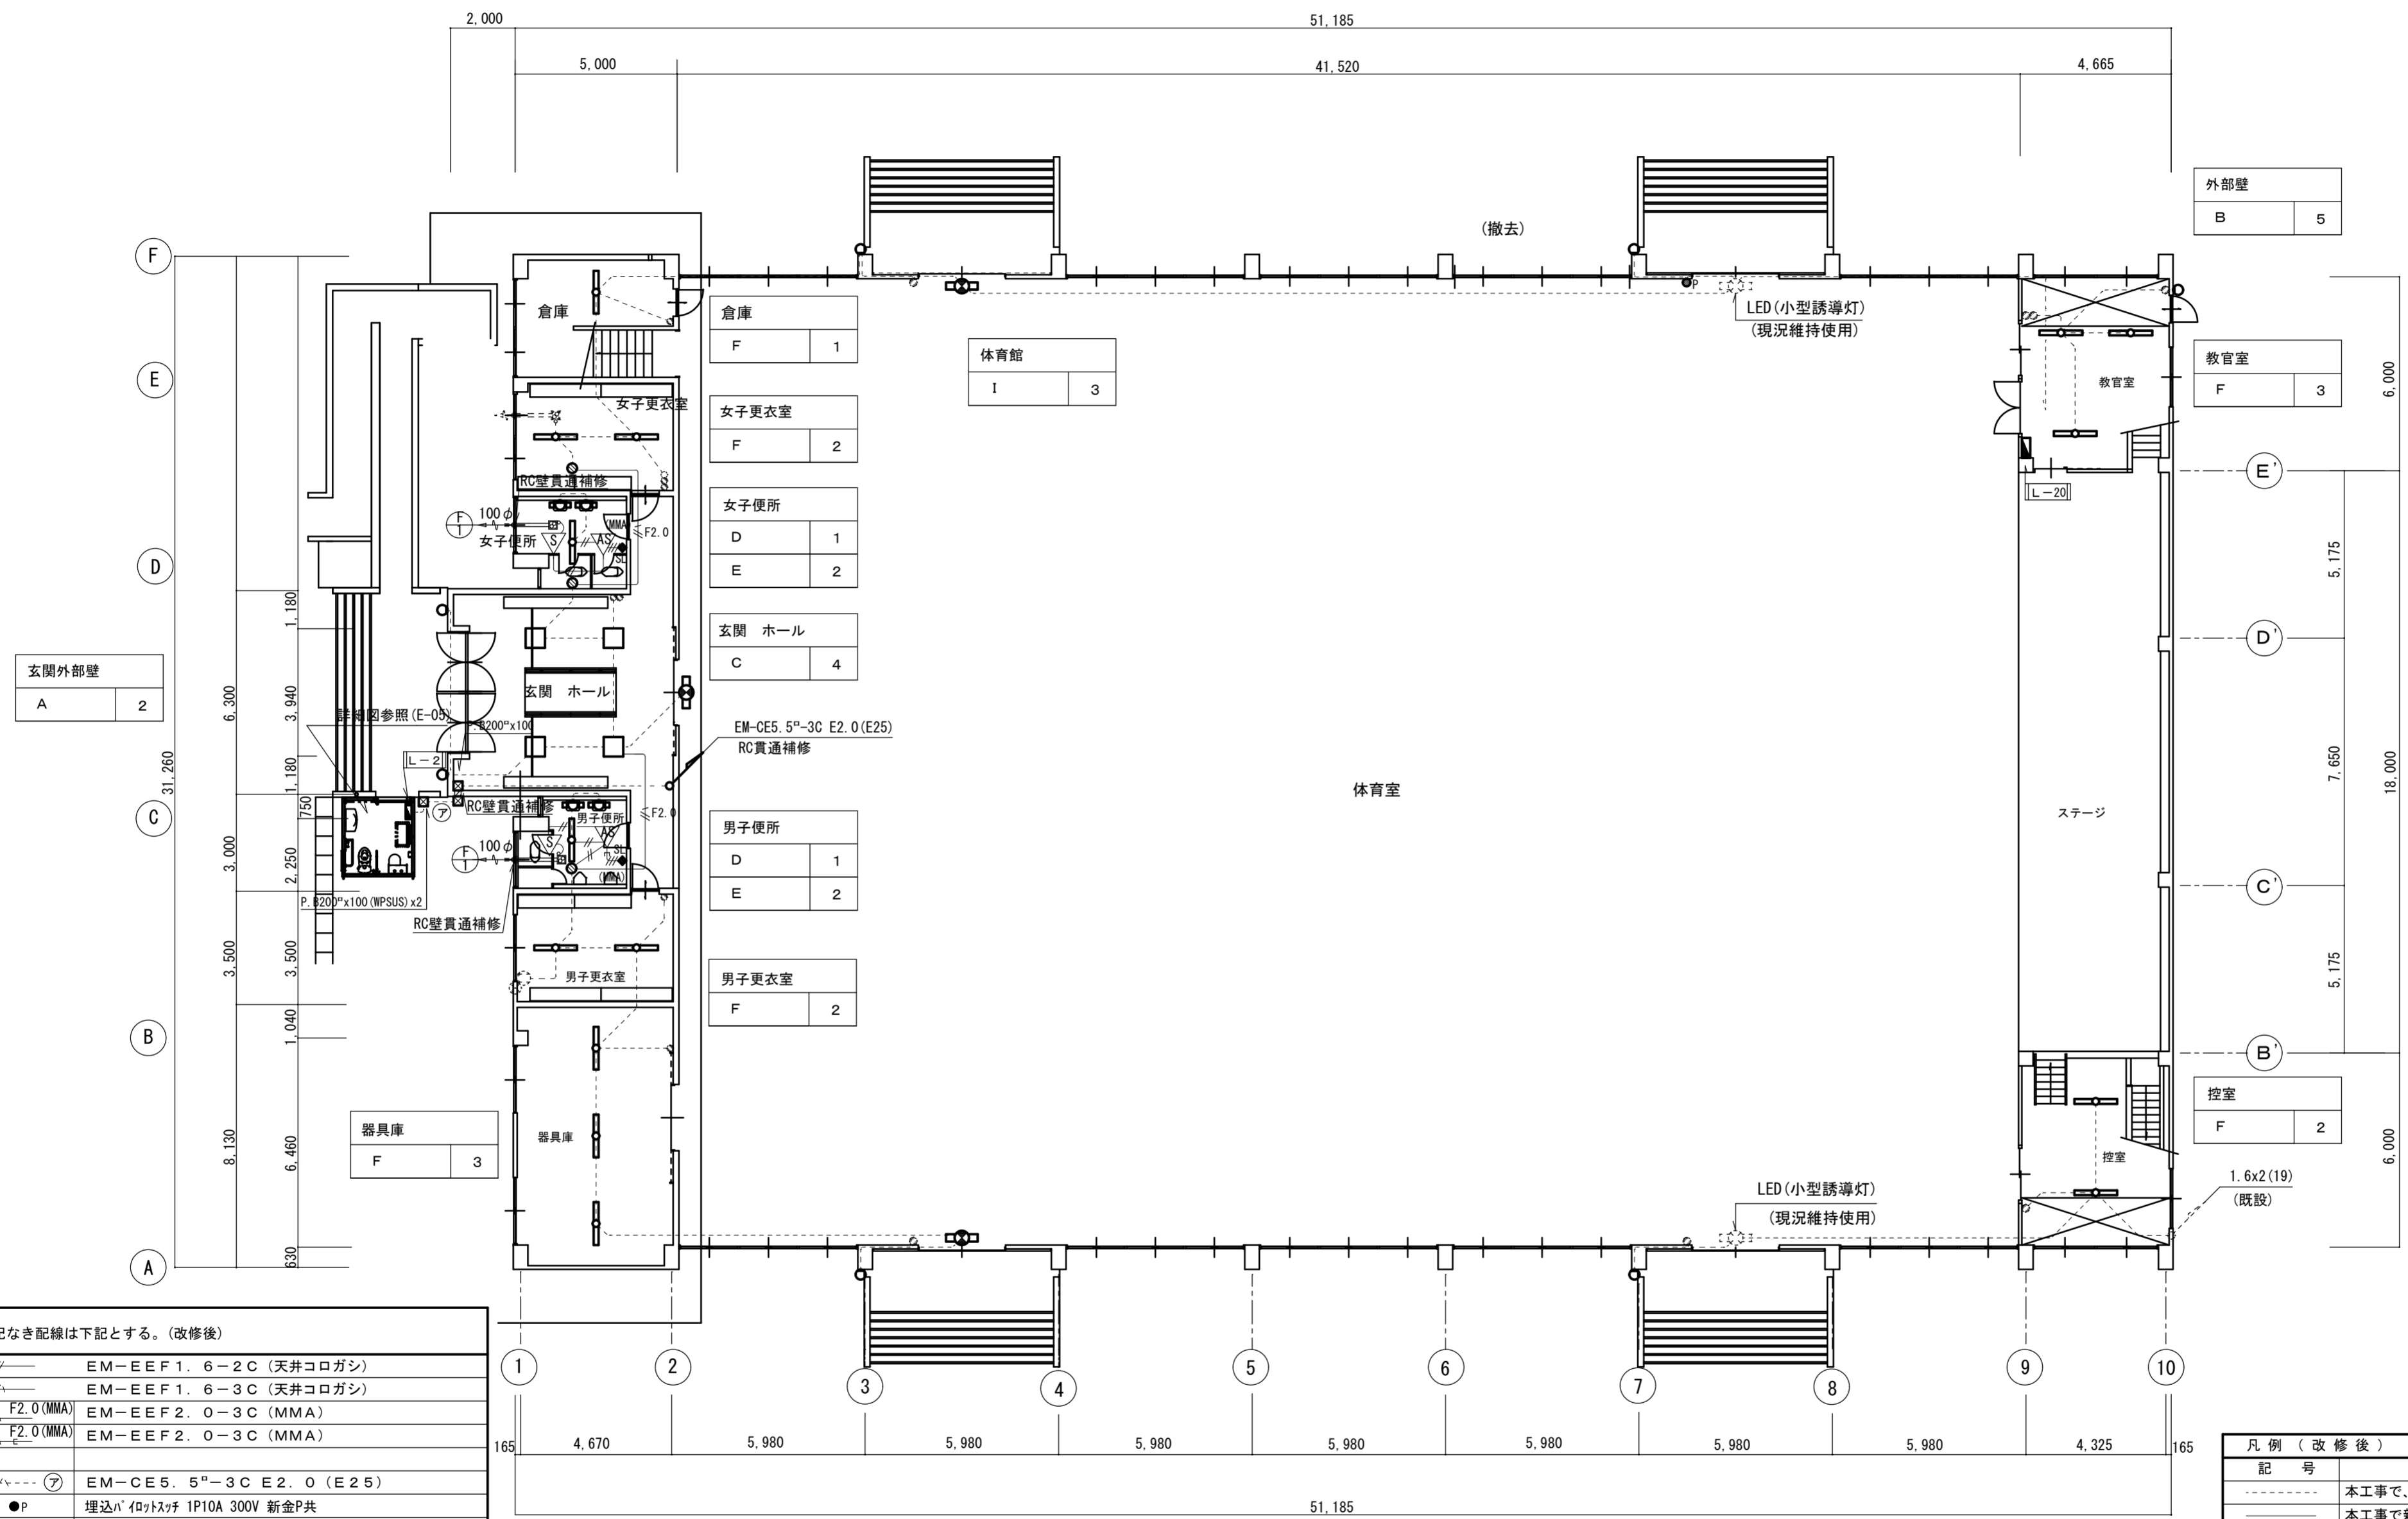 2,000
51,185
5,000
41,520
4,665
外部壁
B 5
(撤去)
F
倉庫
倉庫
F 1
体育館
I 3
LED(小型誘導灯)
(現況維持使用)
P
教官室
教官室
F 3
6,000
E
女子更衣室
女子更衣室
F 2
RC壁貫通補修
E'
L-20
女子便所
D 1
E 2
F
1
100φ
(MMA)
F2.0
女子便所
S
AS
SL
D
5,175
1,180
D'
玄関 ホール
C 4
玄関外部壁
A 2
玄関 ホール
6,300
3,940
詳細図参照(E-05)
P.B200□x100
EM-CE5.5□-3C E2.0(E25)
RC貫通補修
L-2
31,260
1,180
7,650
18,000
体育室
ステージ
750
RC壁貫通補修
C
ア
男子便所
F2.0
男子便所
D 1
E 2
AS
S
SL
F
1
100φ
(MMA)
3,000
2,250
C'
P.B200□x100(WPSUS)x2
RC壁貫通補修
3,500
3,500
男子更衣室
男子更衣室
F 2
5,175
B
1,040
B'
控室
F 2
器具庫
F 3
器具庫
8,130
6,460
控室
6,000
LED(小型誘導灯)
(現況維持使用)
1.6x2(19)
(既設)
630
A
記なき配線は下記とする。(改修後)
EM-EEF1.6-2C(天井コロガシ)
EM-EEF1.6-3C(天井コロガシ)
F2.0(MMA) EM-EEF2.0-3C(MMA)
F2.0(MMA) EM-EEF2.0-3C(MMA)
E
ア EM-CE5.5□-3C E2.0(E25)
●P 埋込パイロットスッチ 1P10A 300V 新金P共
1
2
3
4
5
6
7
8
9
10
165
4,670
5,980
5,980
5,980
5,980
5,980
5,980
5,980
4,325
165
51,185
凡例(改修後)
記 号
本工事で、
本工事で新